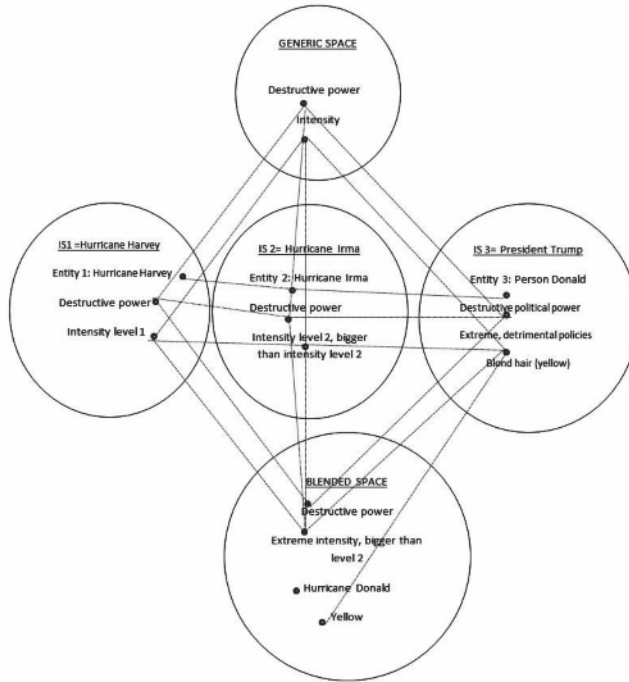 GENERIC SPACE
Destructive power
Intensity
IS1 =Hurricane Harvey
Entity 1: Hurricane Harvey
Destructive power
Intensity level 1
IS 2= Hurricane Irma
Entity 2: Hurricane Irma
Destructive power
Intensity level 2, bigger
than intensity level 2
IS 3= President Trump
Entity 3: Person Donald
Destructive political power
Extreme, detrimental policies
Blond hair (yellow)
BLENDED SPACE
Destructive power
Extreme intensity, bigger than
level 2
Hurricane Donald
Yellow